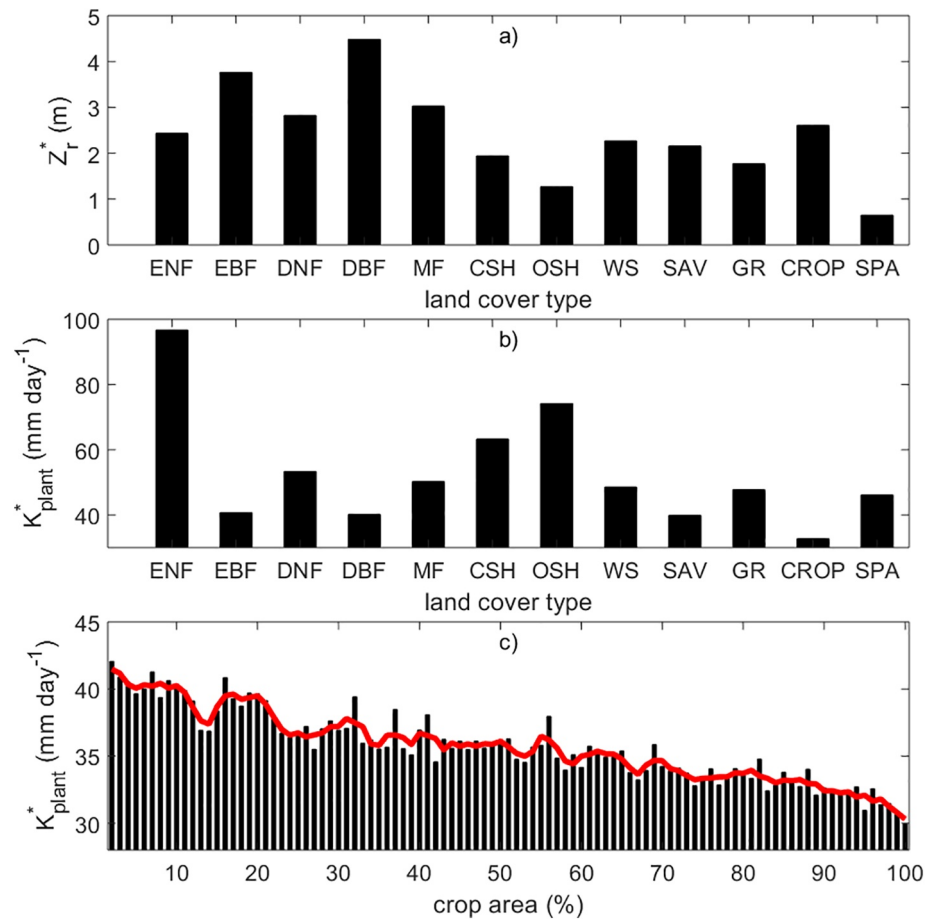 a)
Z_r^* (m)
5
4
3
2
1
0
ENF EBF DNF DBF MF CSH OSH WS SAV GR CROP SPA
land cover type
b)
K_plant^* (mm day^-1)
100
80
60
40
ENF EBF DNF DBF MF CSH OSH WS SAV GR CROP SPA
land cover type
c)
K_plant^* (mm day^-1)
45
40
35
30
10 20 30 40 50 60 70 80 90 100
crop area (%)